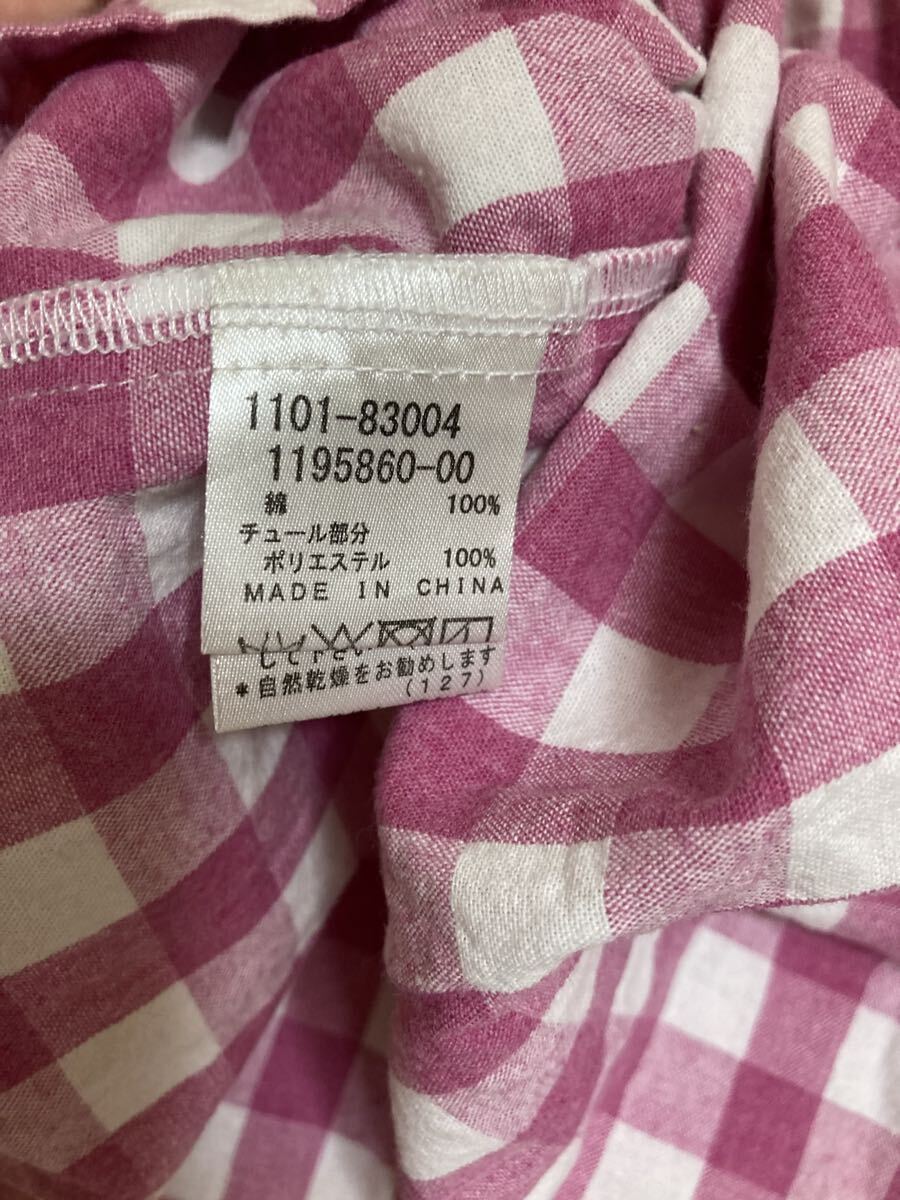 1101-83004
1195860-00
綿 100%
チュール部分
ポリエステル 100%
MADE IN CHINA
*自然乾燥をお勧めします
(127)